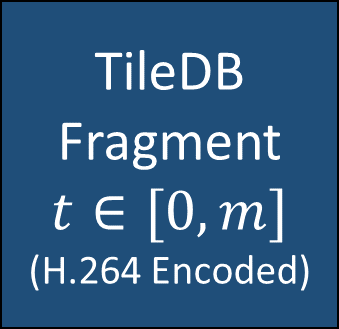 TileDB
Fragment
t ∈ [0, m]
(H.264 Encoded)